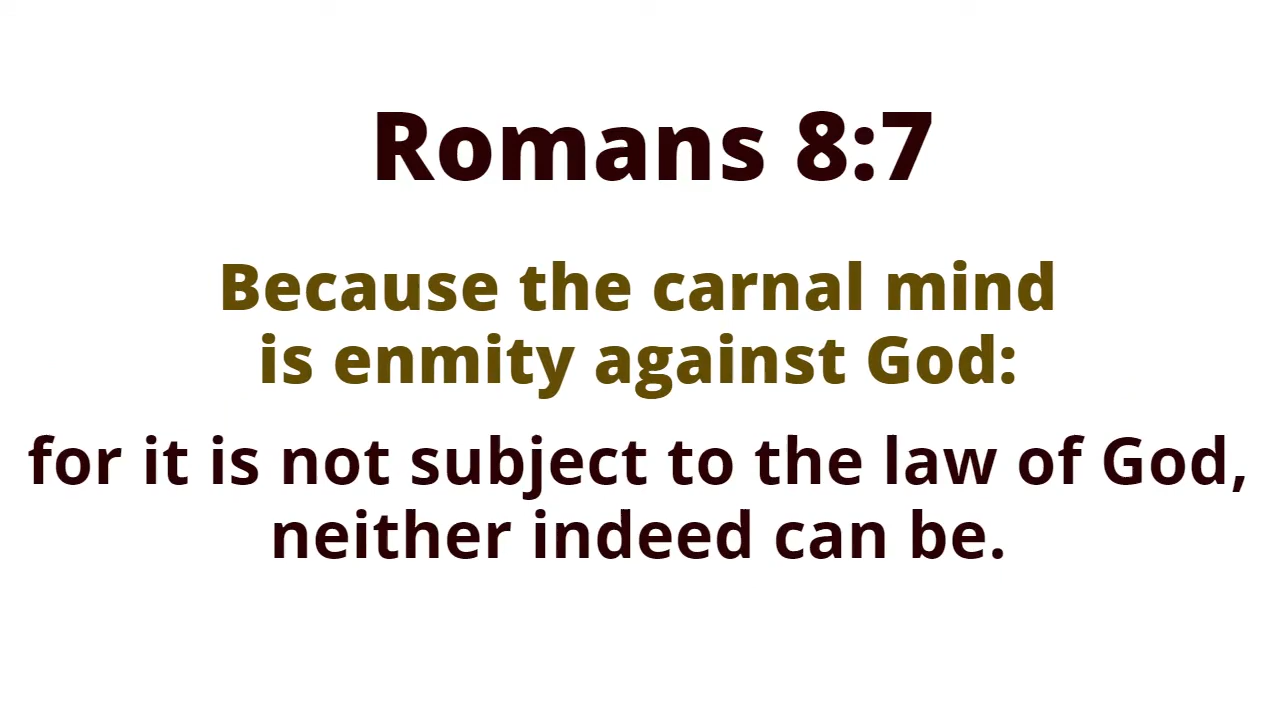 Romans 8:7
Because the carnal mind
is enmity against God:
for it is not subject to the law of God,
neither indeed can be.